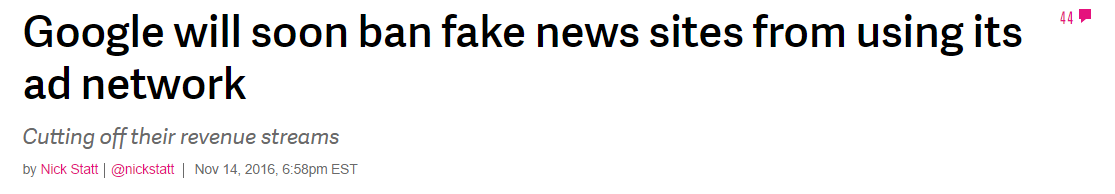 Google will soon ban fake news sites from using its
44
ad network
Cutting off their revenue streams
by Nick Statt | @nickstatt | Nov 14, 2016, 6:58pm EST